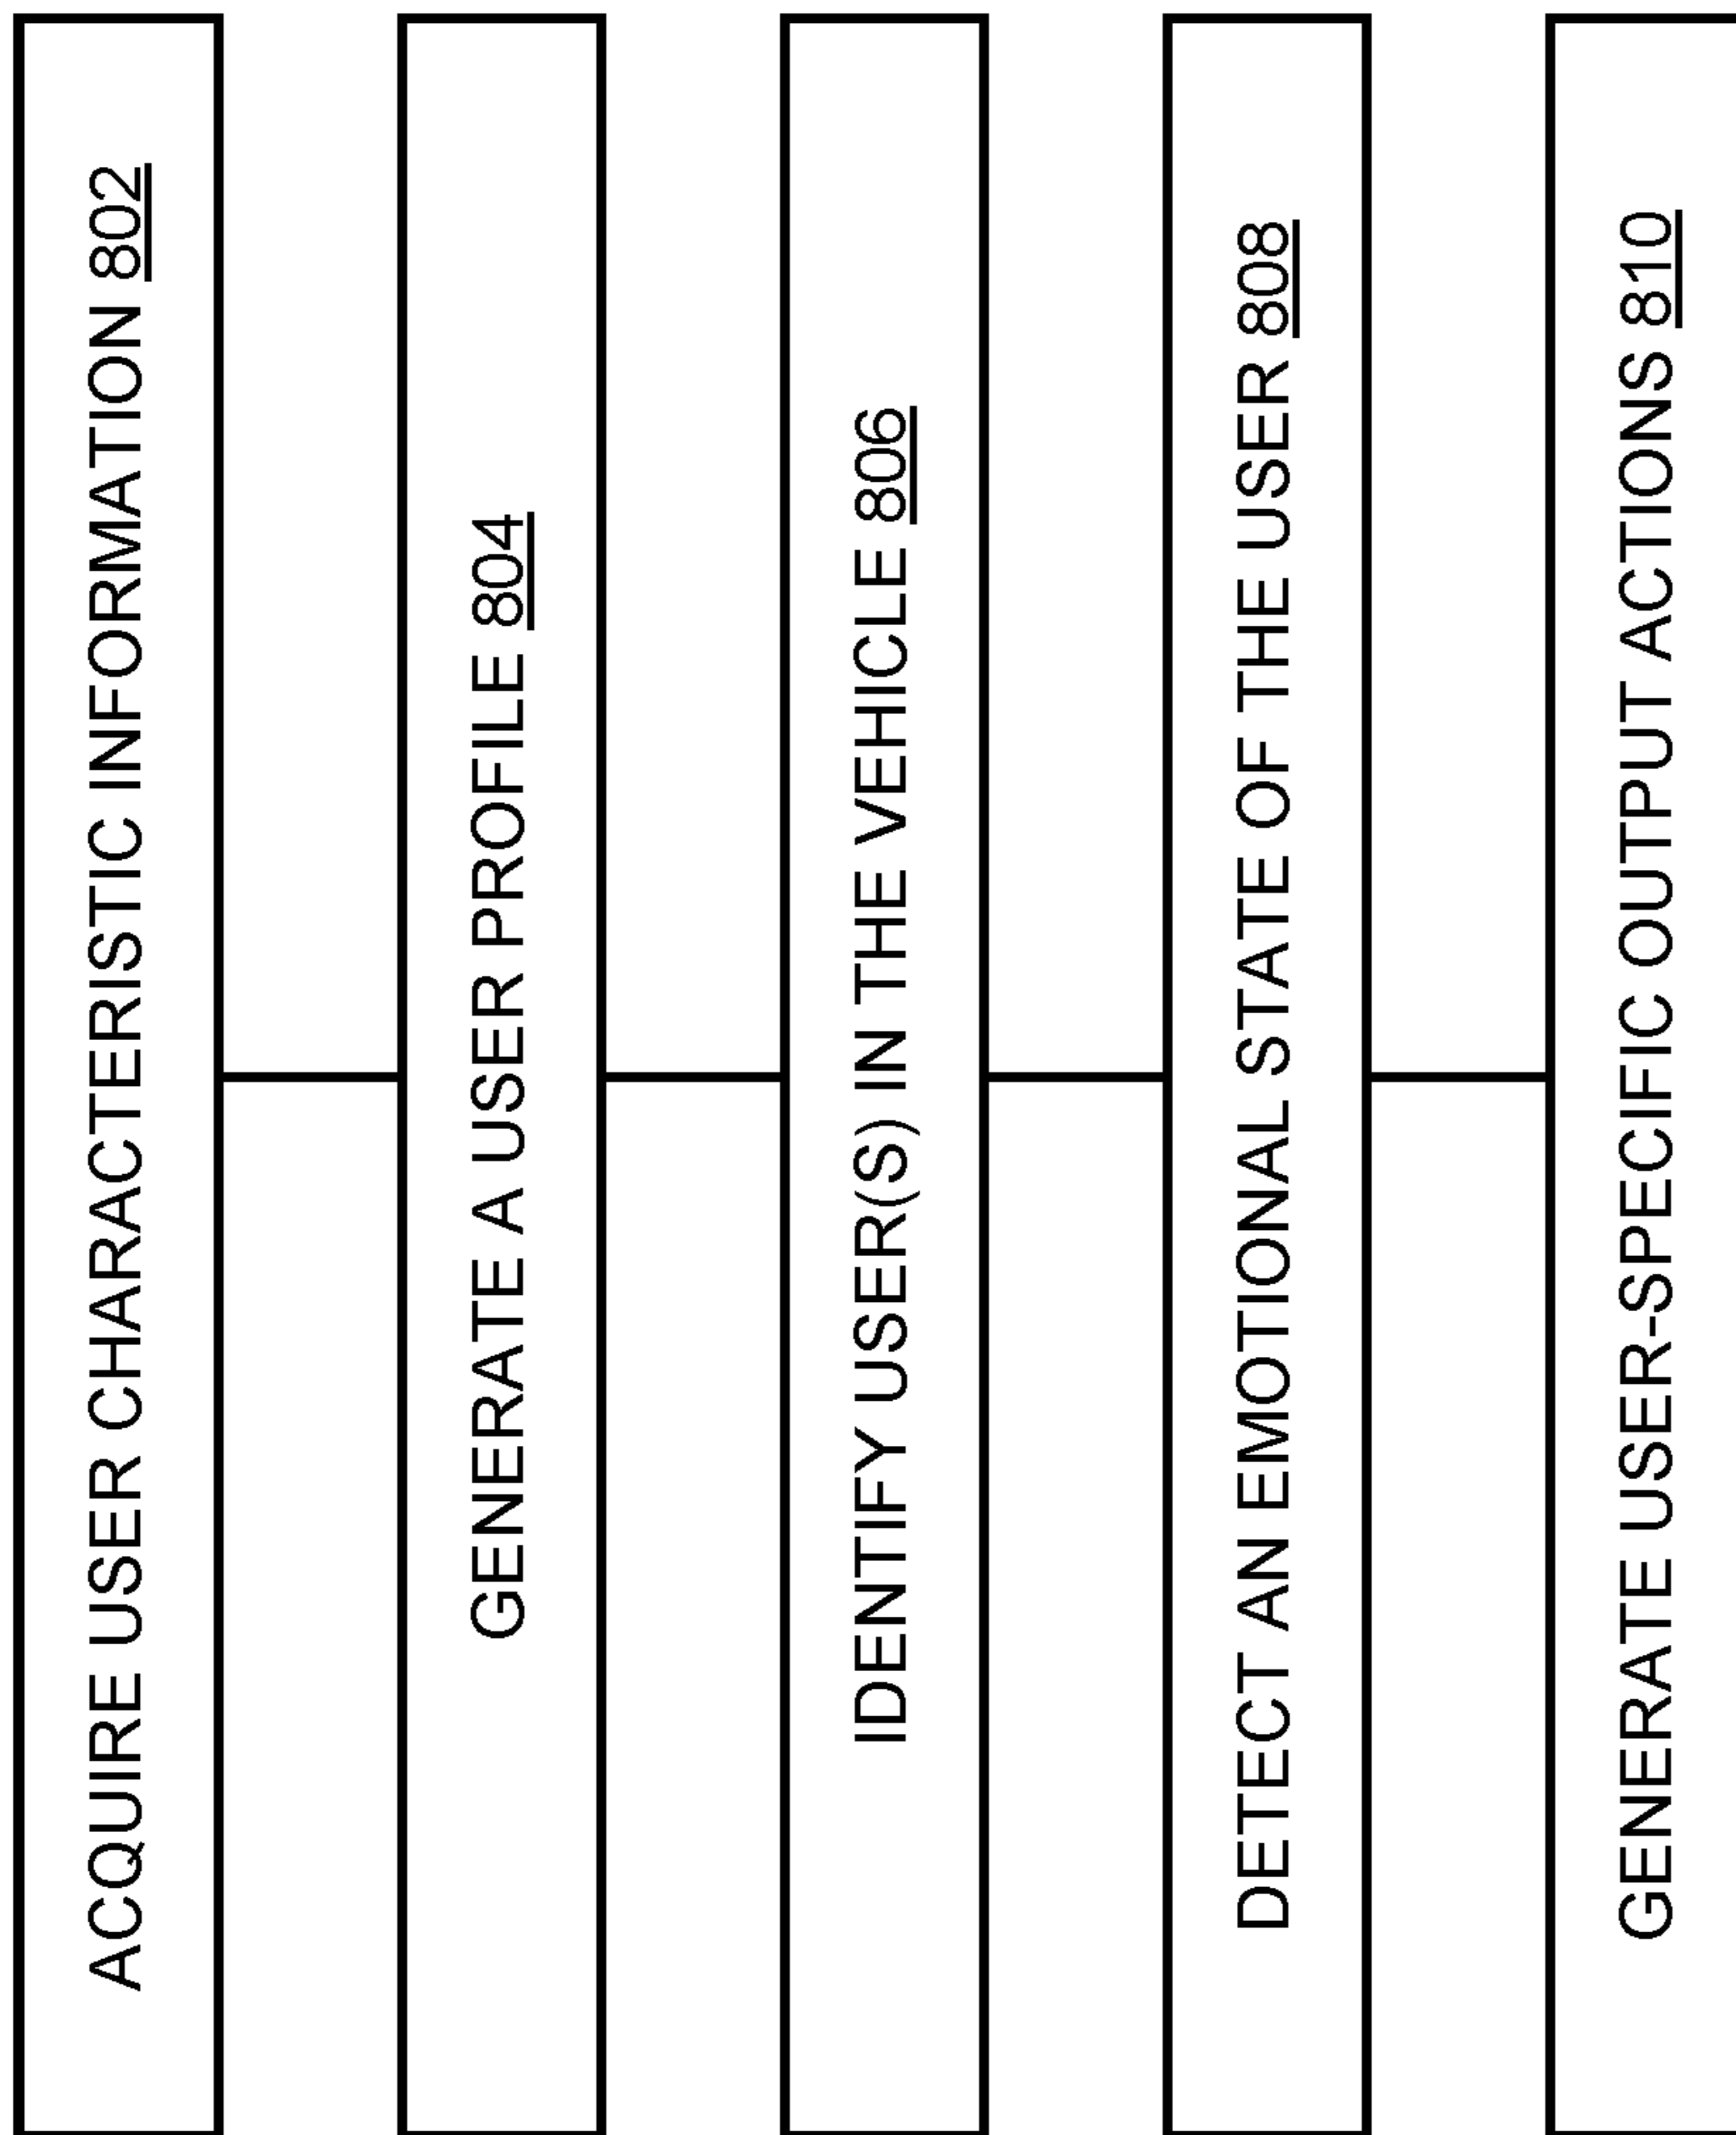 ACQUIRE USER CHARACTERISTIC INFORMATION 802
GENERATE A USER PROFILE 804
IDENTIFY USER(S) IN THE VEHICLE 806
DETECT AN EMOTIONAL STATE OF THE USER 808
GENERATE USER-SPECIFIC OUTPUT ACTIONS 810